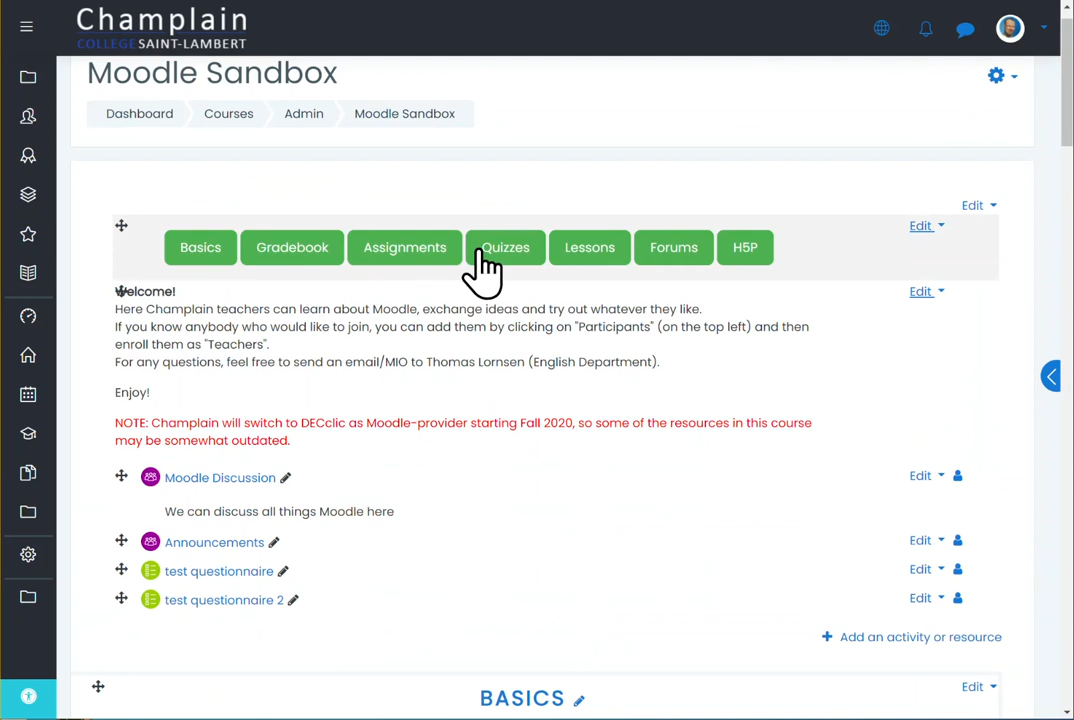 Champlain
COLLEGE SAINT-LAMBERT
Moodle Sandbox
Dashboard Courses Admin Moodle Sandbox
Edit
Edit
Basics Gradebook Assignments Quizzes Lessons Forums H5P
Welcome! Edit
Here Champlain teachers can learn about Moodle, exchange ideas and try out whatever they like.
If you know anybody who would like to join, you can add them by clicking on "Participants" (on the top left) and then
enroll them as "Teachers".
For any questions, feel free to send an email/MIO to Thomas Lornsen (English Department).
Enjoy!
NOTE: Champlain will switch to DECclic as Moodle-provider starting Fall 2020, so some of the resources in this course
may be somewhat outdated.
Moodle Discussion Edit
We can discuss all things Moodle here
Announcements Edit
test questionnaire Edit
test questionnaire 2 Edit
+ Add an activity or resource
BASICS Edit